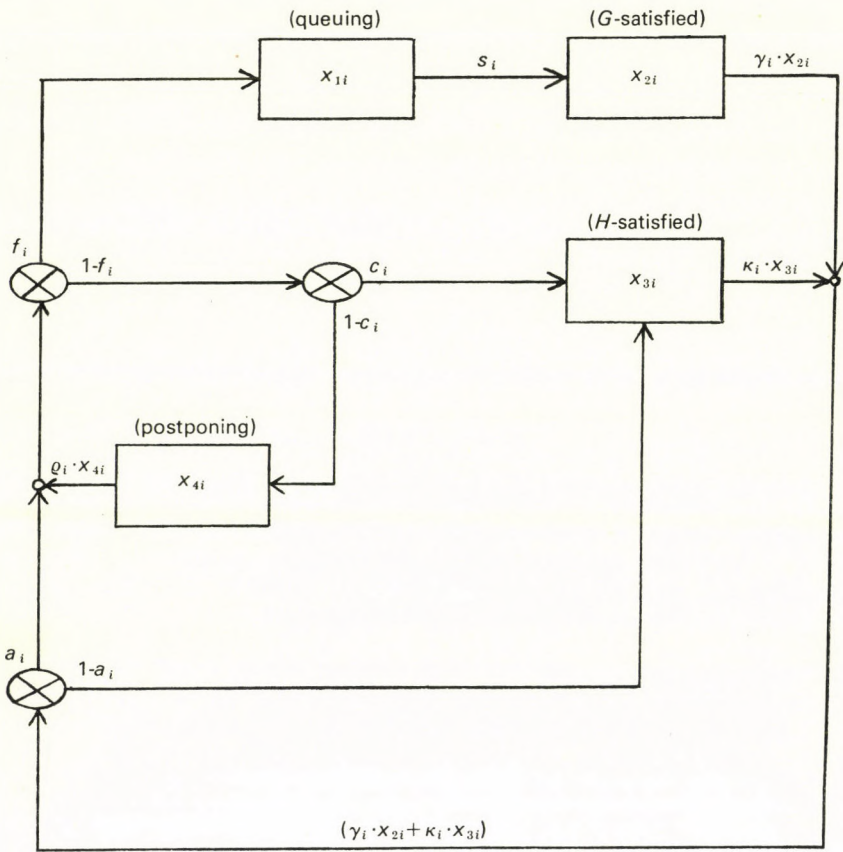 (queuing)
(G-satisfied)
x₁ᵢ
sᵢ
x₂ᵢ
γᵢ·x₂ᵢ
(H-satisfied)
fᵢ
1-fᵢ
cᵢ
x₃ᵢ
κᵢ·x₃ᵢ
1-cᵢ
(postponing)
ϱᵢ·x₄ᵢ
x₄ᵢ
aᵢ
1-aᵢ
(γᵢ·x₂ᵢ+κᵢ·x₃ᵢ)